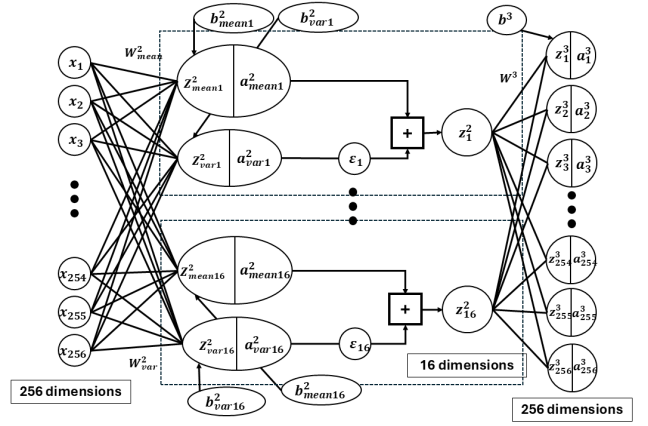 b²mean1
b²var1
b³
W²mean
x₁
z²mean1 a²mean1
W³
z³₁ a³₁
x₂
z³₂ a³₂
+
z²₁
x₃
z²var1 a²var1
ε₁
z³₃ a³₃
x₂₅₄
z²mean16 a²mean16
z³₂₅₄ a³₂₅₄
x₂₅₅
+
z²₁₆
z³₂₅₅ a³₂₅₅
x₂₅₆
z²var16 a²var16
ε₁₆
W²var
16 dimensions
z³₂₅₆ a³₂₅₆
256 dimensions
b²var16
b²mean16
256 dimensions